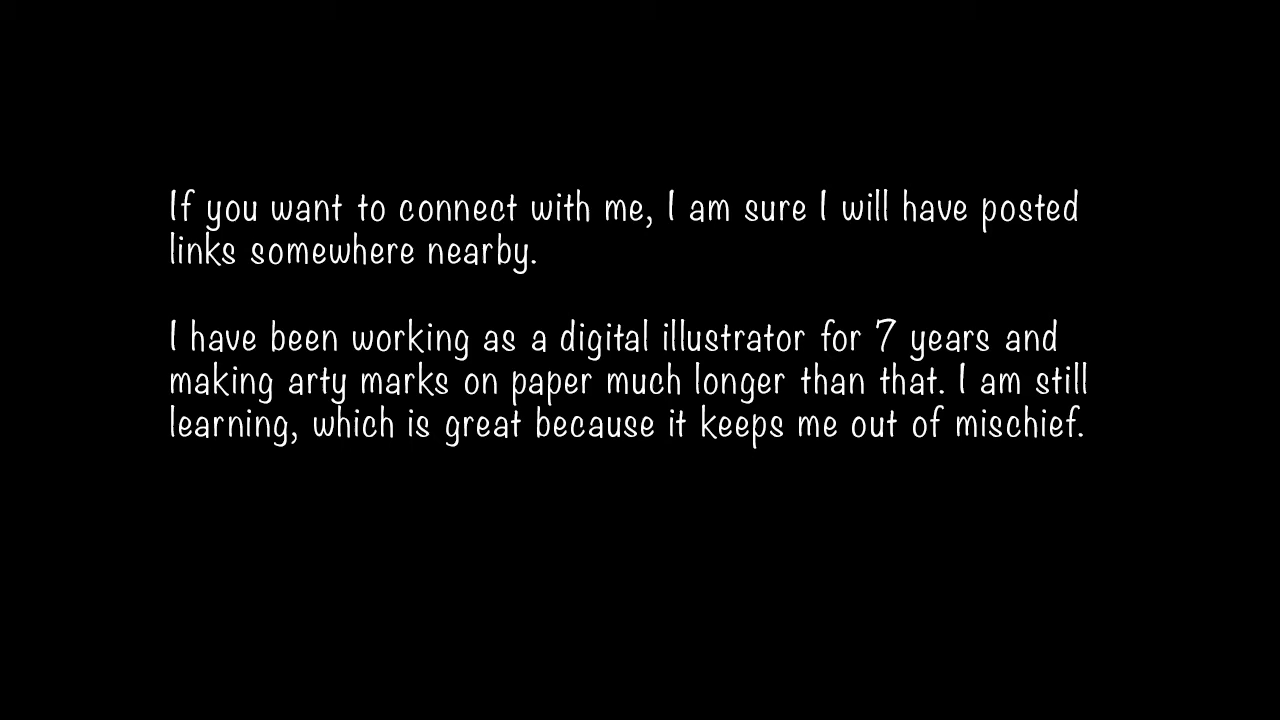 If you want to connect with me, I am sure I will have posted
links somewhere nearby.
I have been working as a digital illustrator for 7 years and
making arty marks on paper much longer than that. I am still
learning, which is great because it keeps me out of mischief.